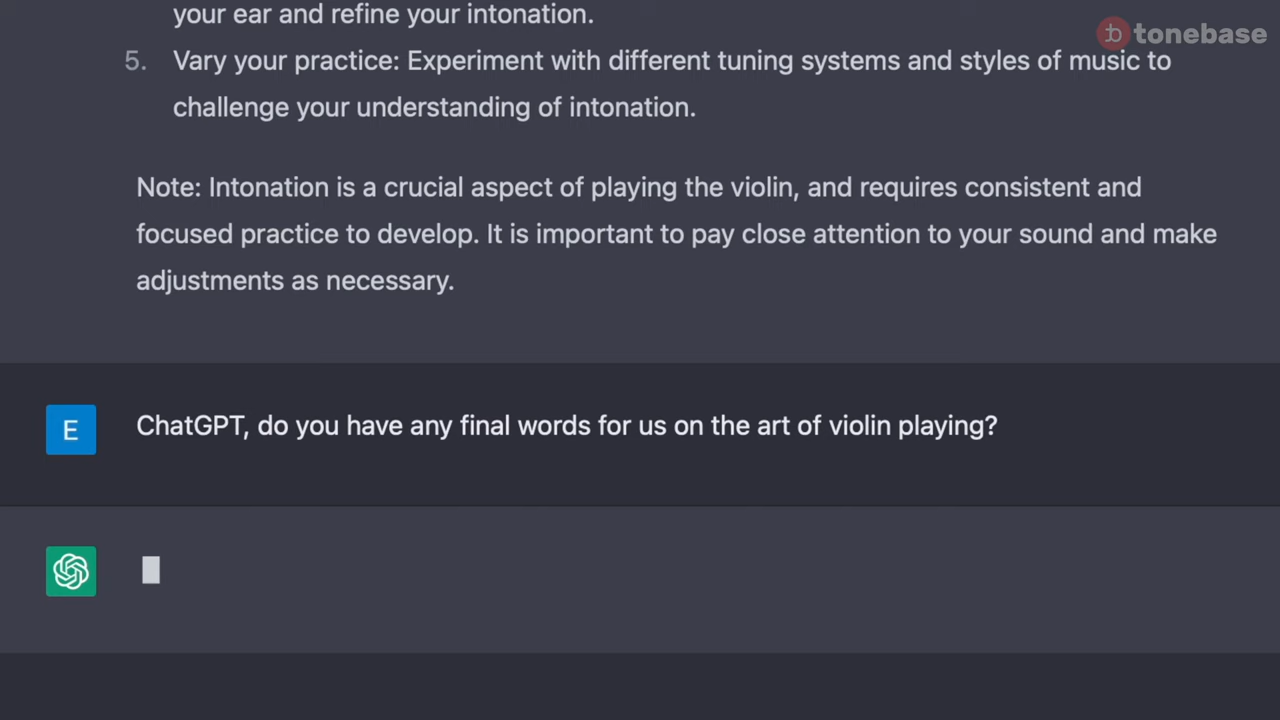 your ear and refine your intonation.
tonebase
5. Vary your practice: Experiment with different tuning systems and styles of music to
challenge your understanding of intonation.
Note: Intonation is a crucial aspect of playing the violin, and requires consistent and
focused practice to develop. It is important to pay close attention to your sound and make
adjustments as necessary.
E
ChatGPT, do you have any final words for us on the art of violin playing?